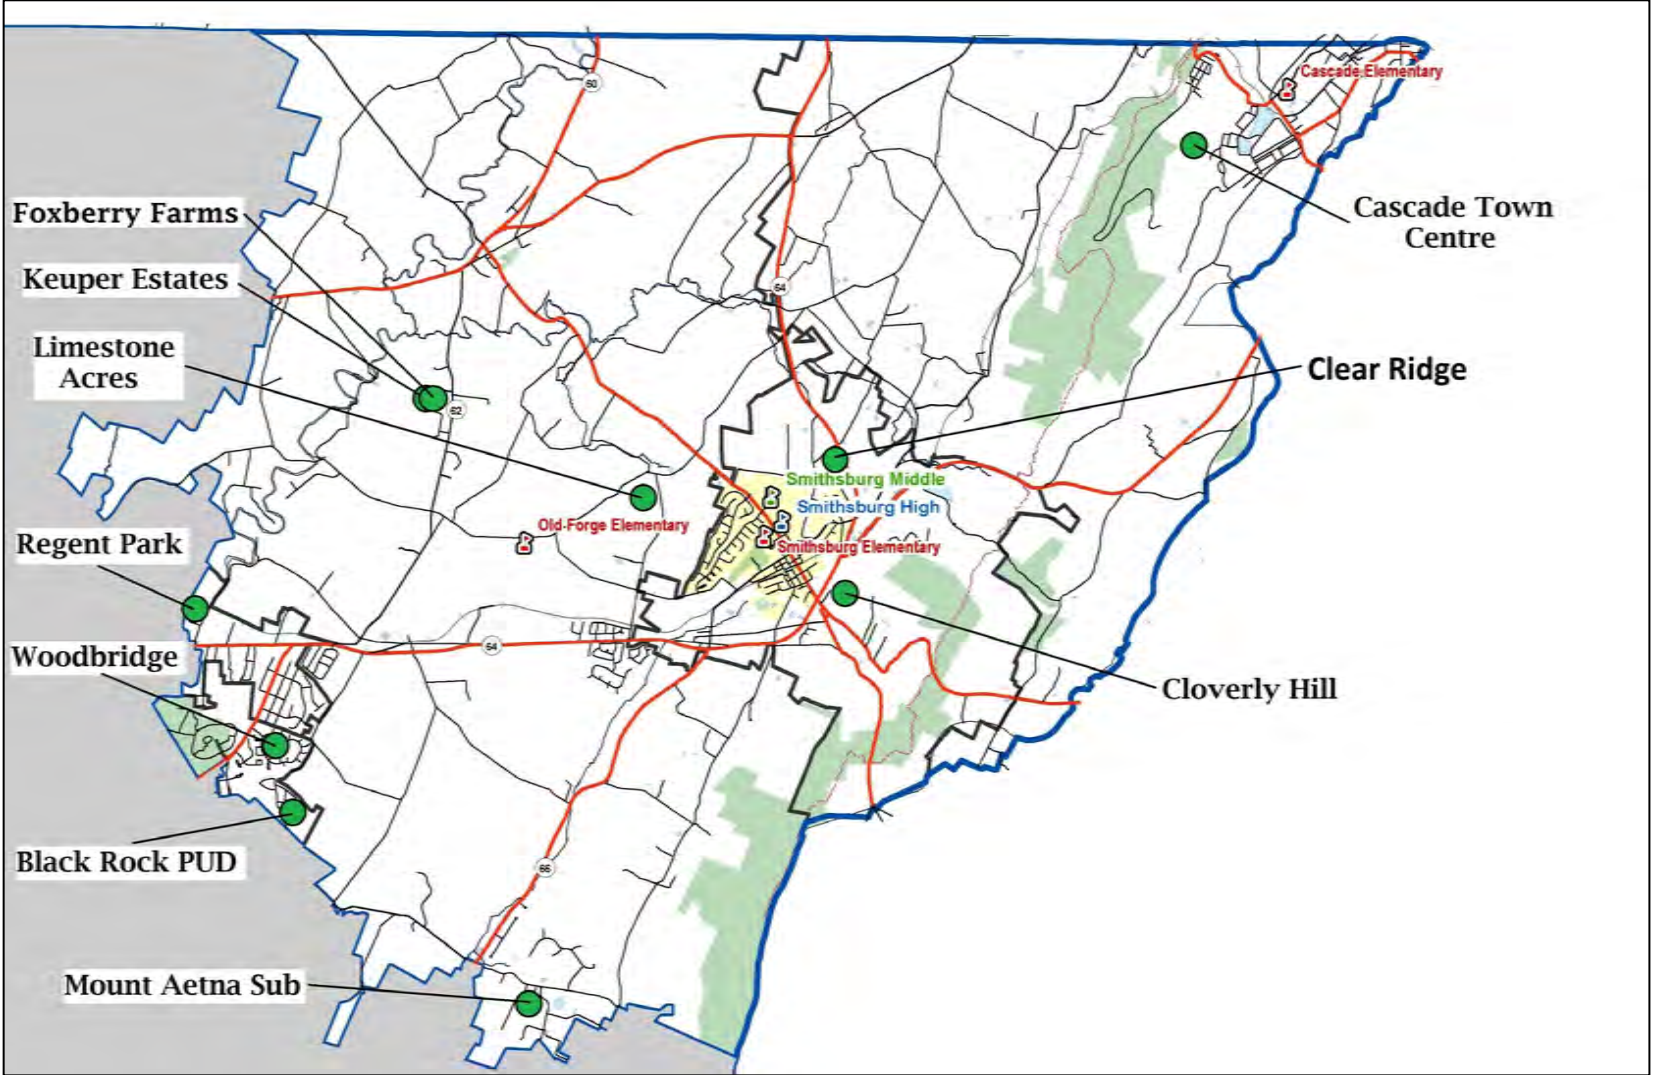 60
Cascade Elementary
Foxberry Farms
Cascade Town
Centre
Keuper Estates
64
Limestone
Acres
Clear Ridge
62
Smithsburg Middle
Smithsburg High
Old-Forge Elementary
Smithsburg Elementary
Regent Park
64
Woodbridge
Cloverly Hill
Black Rock PUD
66
Mount Aetna Sub